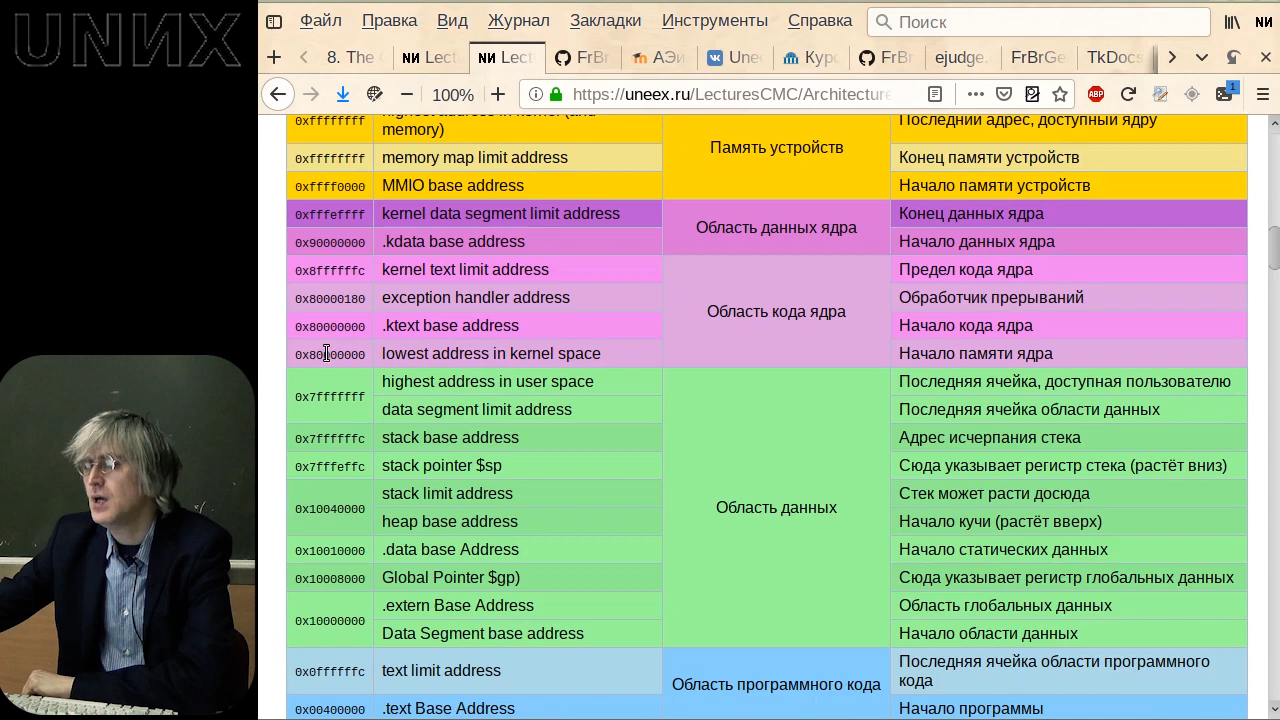 UNИX
Файл Правка Вид Журнал Закладки Инструменты Справка Поиск
8. The Lect Lect FrBr АЭи Unee Курс FrBr ejudge. FrBrGe TkDocs
100% https://uneex.ru/LecturesCMC/Architecture 1
0xffffffff memory) Память устройств Последний адрес, доступный ядру
0xffffffff memory map limit address Конец памяти устройств
0xffff0000 MMIO base address Начало памяти устройств
0xfffeffff kernel data segment limit address Область данных ядра Конец данных ядра
0x90000000 .kdata base address Начало данных ядра
0x8ffffffc kernel text limit address Область кода ядра Предел кода ядра
0x80000180 exception handler address Обработчик прерываний
0x80000000 .ktext base address Начало кода ядра
0x80000000 lowest address in kernel space Начало памяти ядра
0x7fffffff highest address in user space Область данных Последняя ячейка, доступная пользователю
data segment limit address Последняя ячейка области данных
0x7ffffffc stack base address Адрес исчерпания стека
0x7fffeffc stack pointer $sp Сюда указывает регистр стека (растёт вниз)
0x10040000 stack limit address Стек может расти досюда
heap base address Начало кучи (растёт вверх)
0x10010000 .data base Address Начало статических данных
0x10008000 Global Pointer $gp) Сюда указывает регистр глобальных данных
0x10000000 .extern Base Address Область глобальных данных
Data Segment base address Начало области данных
0x0ffffffc text limit address Область программного кода Последняя ячейка области программного кода
0x00400000 .text Base Address Начало программы